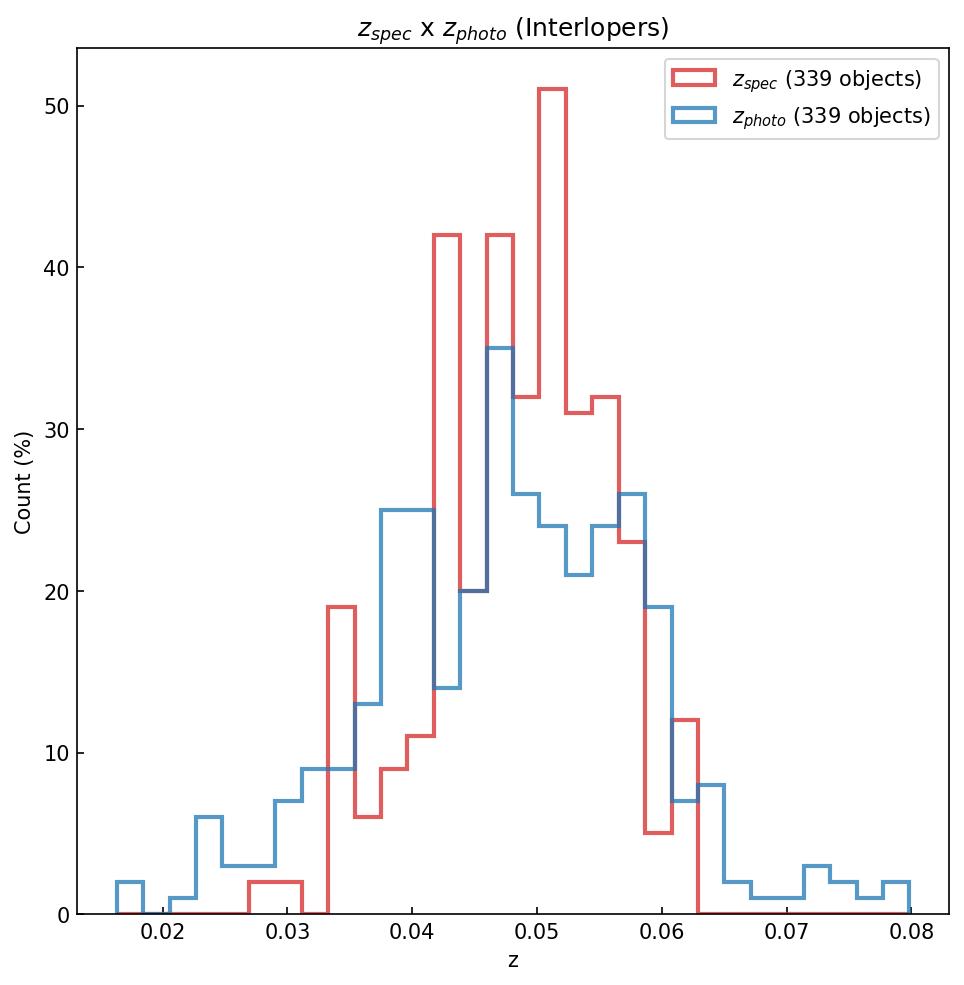 z_spec x z_photo (Interlopers)
z_spec (339 objects)
z_photo (339 objects)
Count (%)
50
40
30
20
10
0
0.02 0.03 0.04 0.05 0.06 0.07 0.08
z